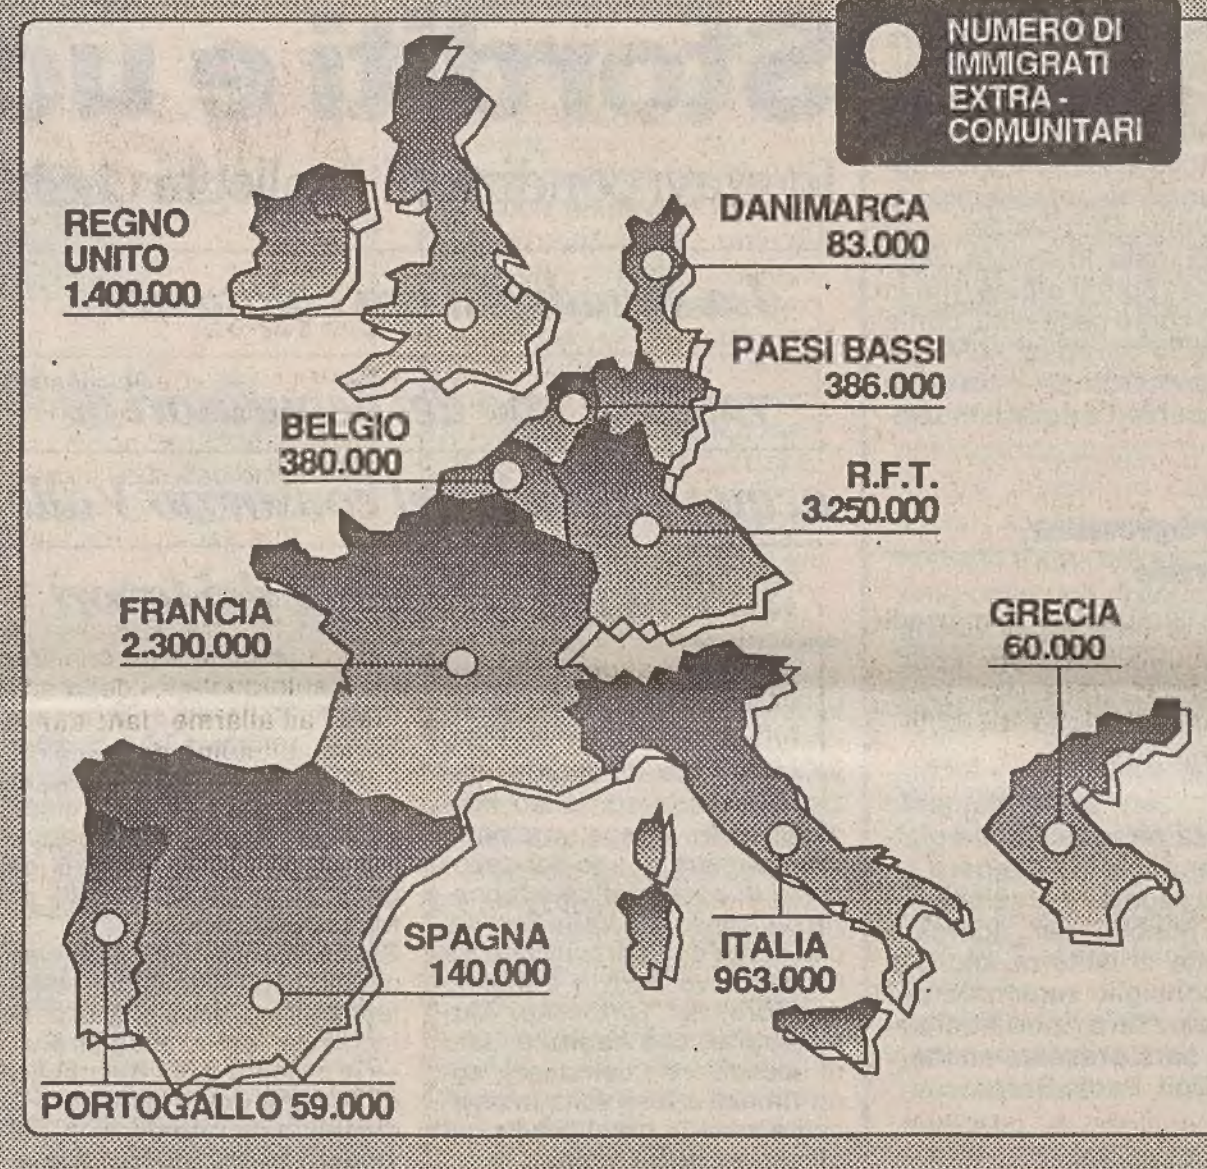 NUMERO DI
IMMIGRATI
EXTRA -
COMUNITARI
REGNO
UNITO
1.400.000
DANIMARCA
83.000
PAESI BASSI
386.000
BELGIO
380.000
R.F.T.
3.250.000
FRANCIA
2.300.000
GRECIA
60.000
SPAGNA
140.000
ITALIA
963.000
PORTOGALLO 59.000